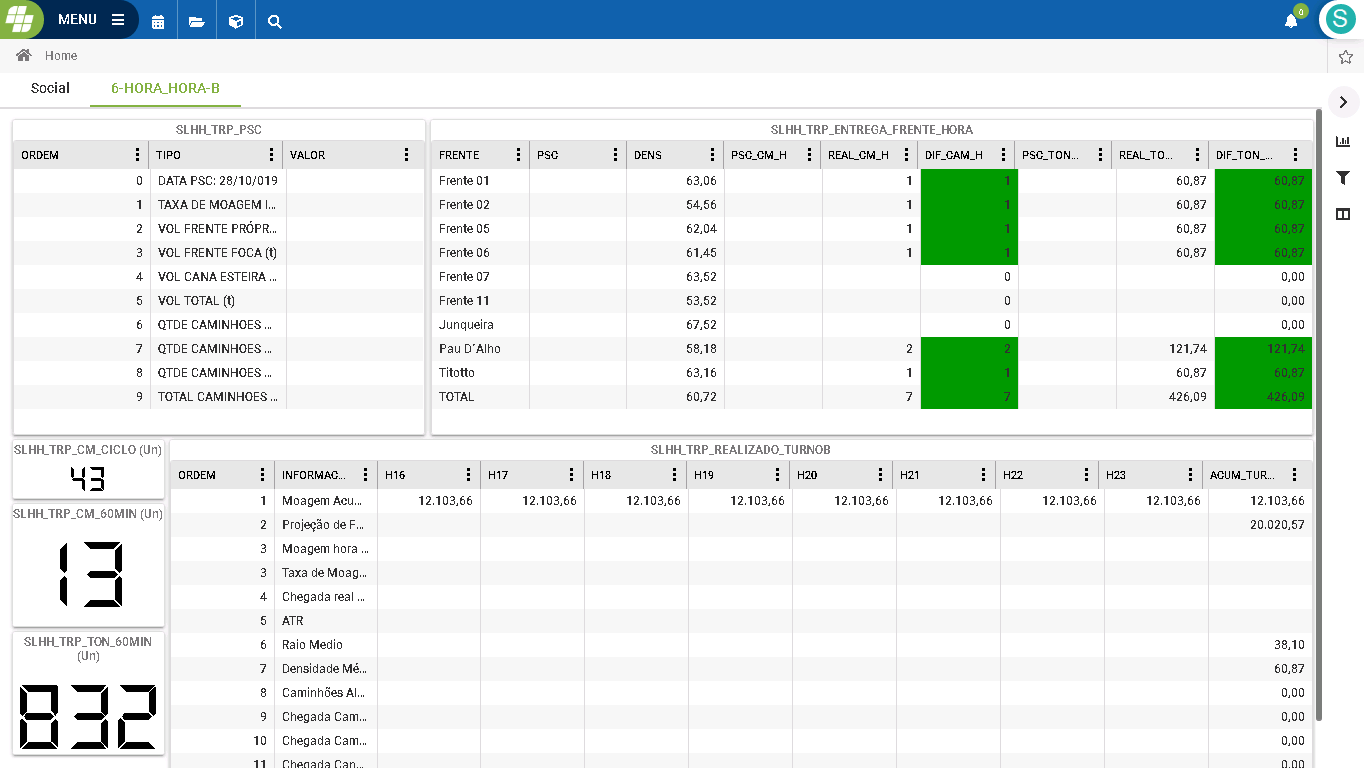 MENU
0
S
Home
Social 6-HORA_HORA-B
SLHH_TRP_PSC
ORDEM TIPO VALOR
0 DATA PSC: 28/10/019
1 TAXA DE MOAGEM I...
2 VOL FRENTE PRÓPR...
3 VOL FRENTE FOCA (t)
4 VOL CANA ESTEIRA ...
5 VOL TOTAL (t)
6 QTDE CAMINHOES ...
7 QTDE CAMINHOES ...
8 QTDE CAMINHOES ...
9 TOTAL CAMINHOES ...
SLHH_TRP_ENTREGA_FRENTE_HORA
FRENTE PSC DENS PSC_CM_H REAL_CM_H DIF_CAM_H PSC_TON... REAL_TO... DIF_TON_...
Frente 01 63,06 1 1 60,87 60,87
Frente 02 54,56 1 1 60,87 60,87
Frente 05 62,04 1 1 60,87 60,87
Frente 06 61,45 1 1 60,87 60,87
Frente 07 63,52 0 0,00
Frente 11 53,52 0 0,00
Junqueira 67,52 0 0,00
Pau D´Alho 58,18 2 2 121,74 121,74
Titotto 63,16 1 1 60,87 60,87
TOTAL 60,72 7 7 426,09 426,09
SLHH_TRP_CM_CICLO (Un)
43
SLHH_TRP_CM_60MIN (Un)
13
SLHH_TRP_TON_60MIN
(Un)
832
SLHH_TRP_REALIZADO_TURNOB
ORDEM INFORMAC... H16 H17 H18 H19 H20 H21 H22 H23 ACUM_TUR...
1 Moagem Acu... 12.103,66 12.103,66 12.103,66 12.103,66 12.103,66 12.103,66 12.103,66 12.103,66 12.103,66
2 Projeção de F... 20.020,57
3 Moagem hora ...
3 Taxa de Moag...
4 Chegada real ...
5 ATR
6 Raio Medio 38,10
7 Densidade Mé... 60,87
8 Caminhões Al... 0,00
9 Chegada Cam... 0,00
10 Chegada Cam... 0,00
11 Chegada Can... 0,00